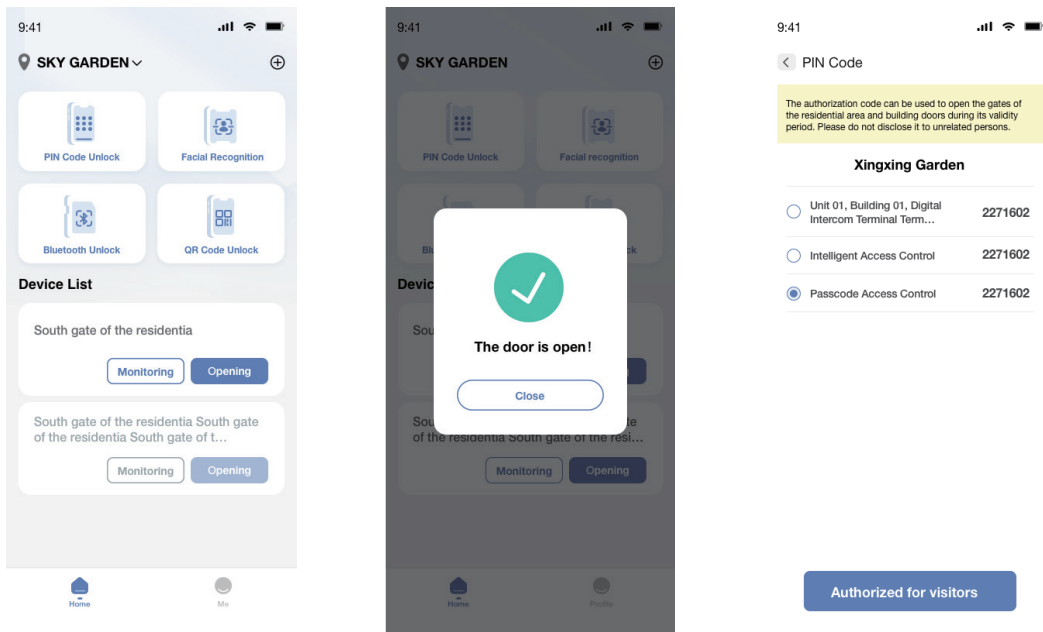 9:41
SKY GARDEN
PIN Code Unlock
Facial Recognition
Bluetooth Unlock
QR Code Unlock
Device List
South gate of the residentia
Monitoring
Opening
South gate of the residentia South gate
of the residentia South gate of t...
Monitoring
Opening
Home
Me
9:41
SKY GARDEN
PIN Code Unlock
Facial recognition
The door is open!
Close
of the residentia South gate of the resi...
Monitoring
Opening
Home
Profile
9:41
PIN Code
The authorization code can be used to open the gates of
the residential area and building doors during its validity
period. Please do not disclose it to unrelated persons.
Xingxing Garden
Unit 01, Building 01, Digital
Intercom Terminal Term...
2271602
Intelligent Access Control
2271602
Passcode Access Control
2271602
Authorized for visitors